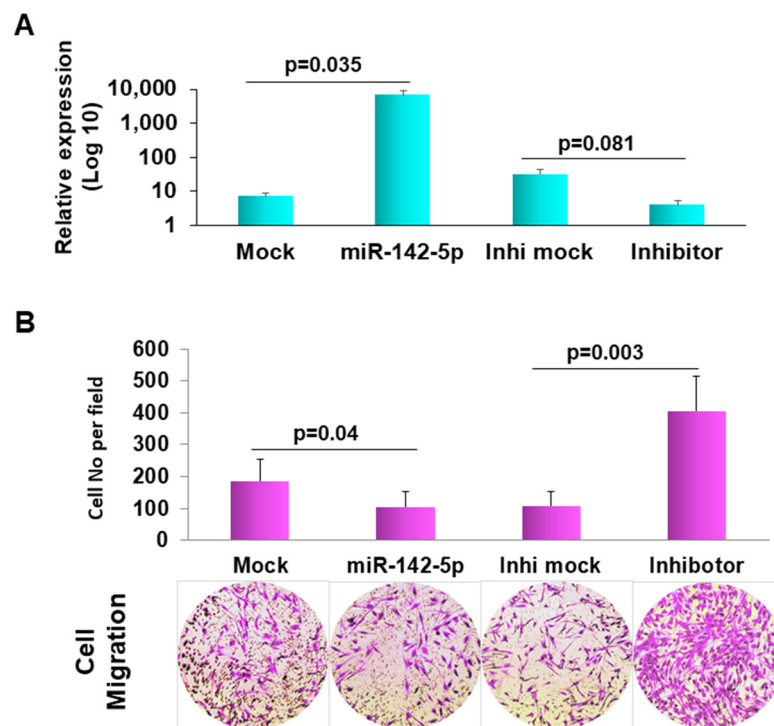 A
Relative expression
(Log 10)
10,000
1,000
100
10
1
p=0.035
p=0.081
Mock miR-142-5p Inhi mock Inhibitor
B
Cell No per field
600
500
400
300
200
100
0
p=0.04
p=0.003
Mock miR-142-5p Inhi mock Inhibotor
Cell
Migration